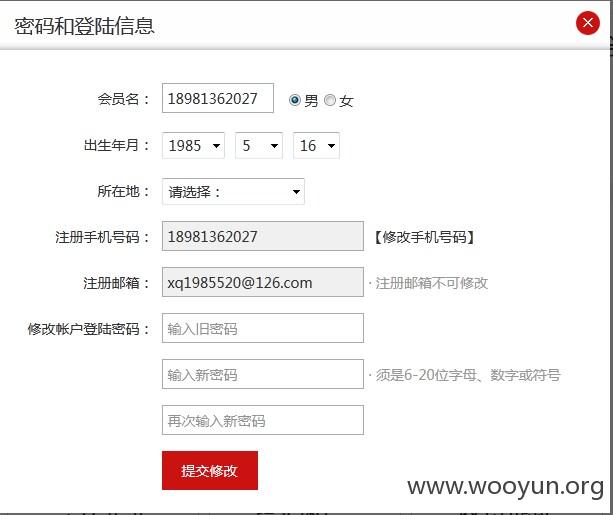 密码和登陆信息
会员名： 18981362027 男 女
出生年月： 1985 5 16
所在地： 请选择：
注册手机号码： 18981362027 【修改手机号码】
注册邮箱： xq1985520@126.com · 注册邮箱不可修改
修改帐户登陆密码： 输入旧密码
输入新密码 · 须是6-20位字母、数字或符号
再次输入新密码
提交修改
www.wooyun.org